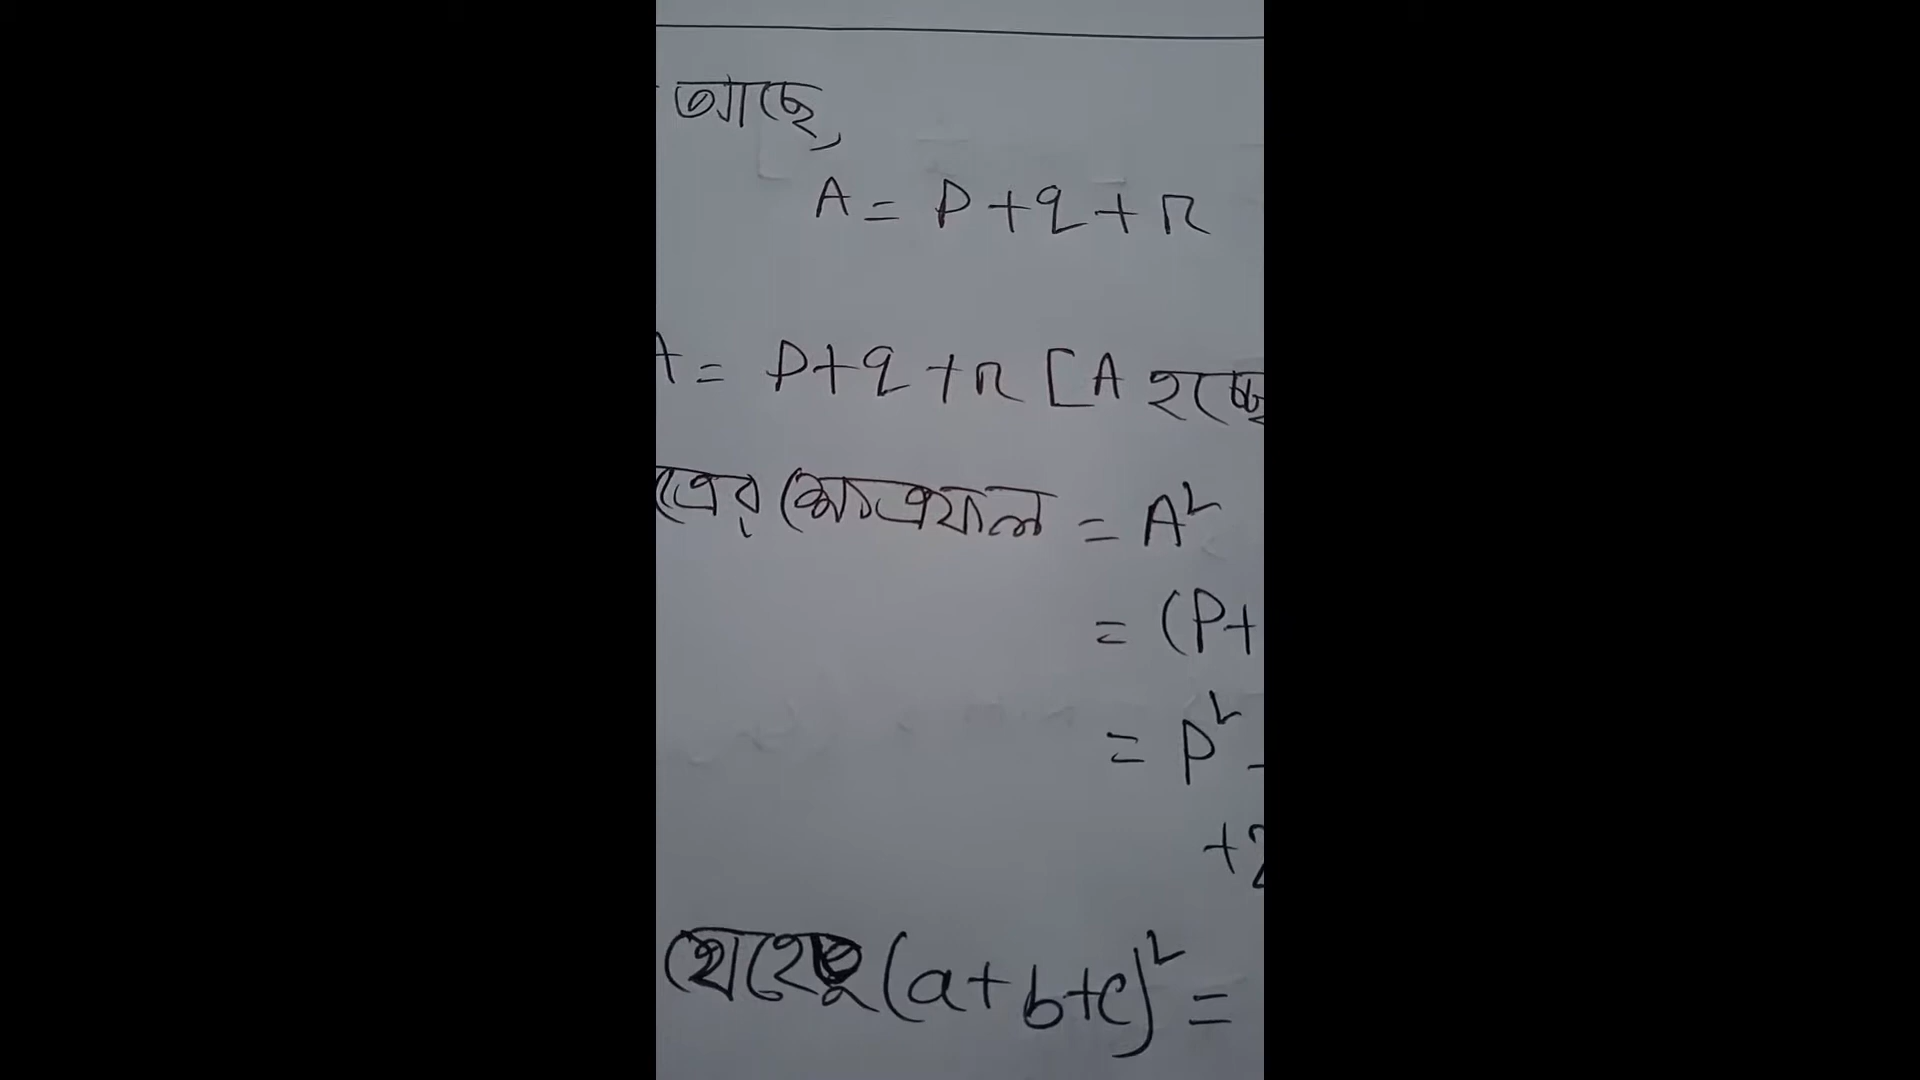 আছে,
A = P + q + r
A = P + q + r [A হচ্ছে
ত্রের ক্ষেত্রফল = A²
= (P+
= P² -
+2
যেহেতু (a + b + c)² =